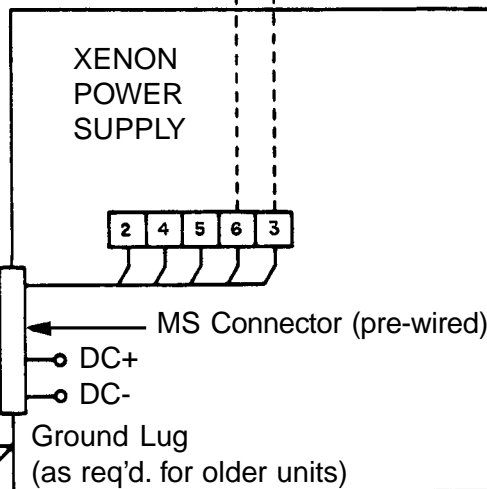 XENON
POWER
SUPPLY
2 4 5 6 3
MS Connector (pre-wired)
DC+
DC-
Ground Lug
(as req'd. for older units)